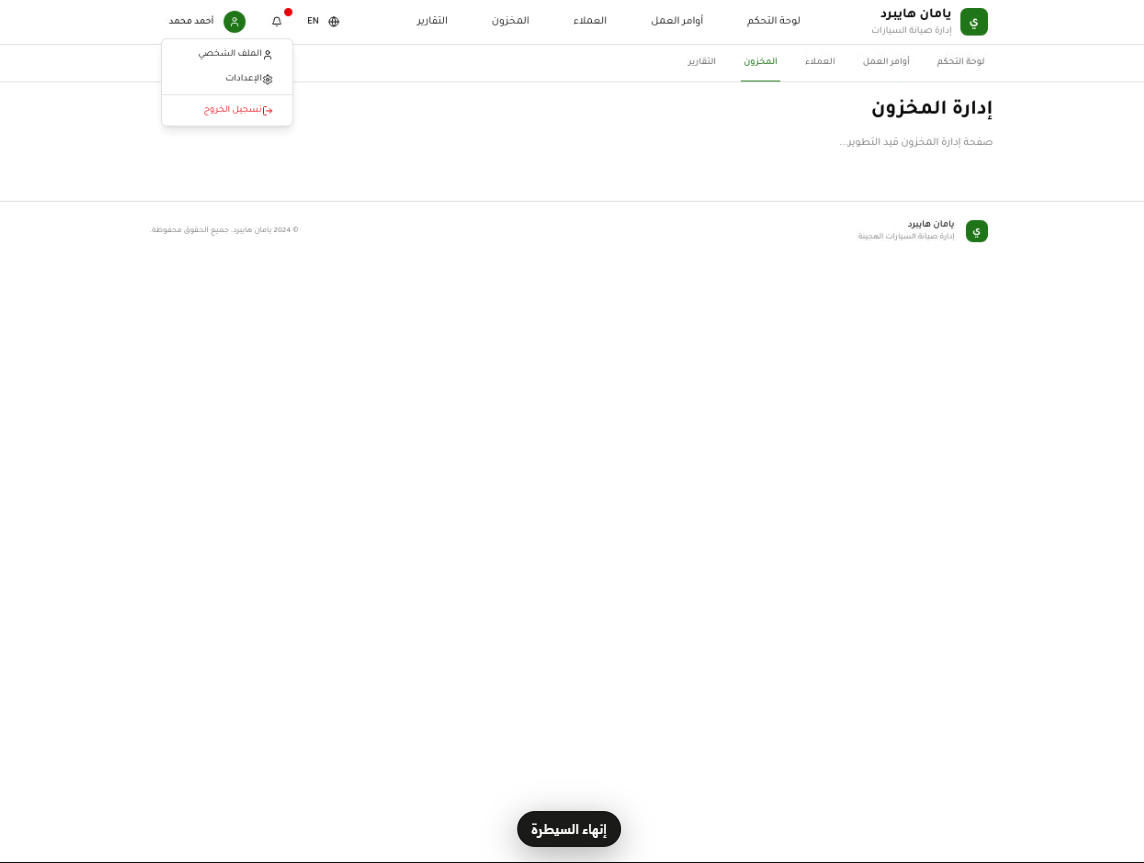 يامان هايبرد
إدارة صيانة السيارات
لوحة التحكم
أوامر العمل
العملاء
المخزون
التقارير
EN
أحمد محمد
الملف الشخصي
الإعدادات
تسجيل الخروج
لوحة التحكم
أوامر العمل
العملاء
المخزون
التقارير
إدارة المخزون
صفحة إدارة المخزون قيد التطوير...
ي
يامان هايبرد
إدارة صيانة السيارات الهجينة
© 2024 يامان هايبرد. جميع الحقوق محفوظة.
إنهاء السيطرة